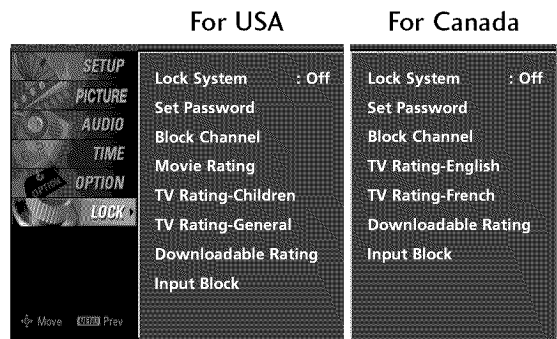 For USA
For Canada
SETUP
PICTURE
AUDIO
TIME
OPTION
OPTION
LOCK
Move MENU Prev
Lock System : Off
Set Password
Block Channel
Movie Rating
TV Rating-Children
TV Rating-General
Downloadable Rating
Input Block
Lock System : Off
Set Password
Block Channel
TV Rating-English
TV Rating-French
Downloadable Rating
Input Block